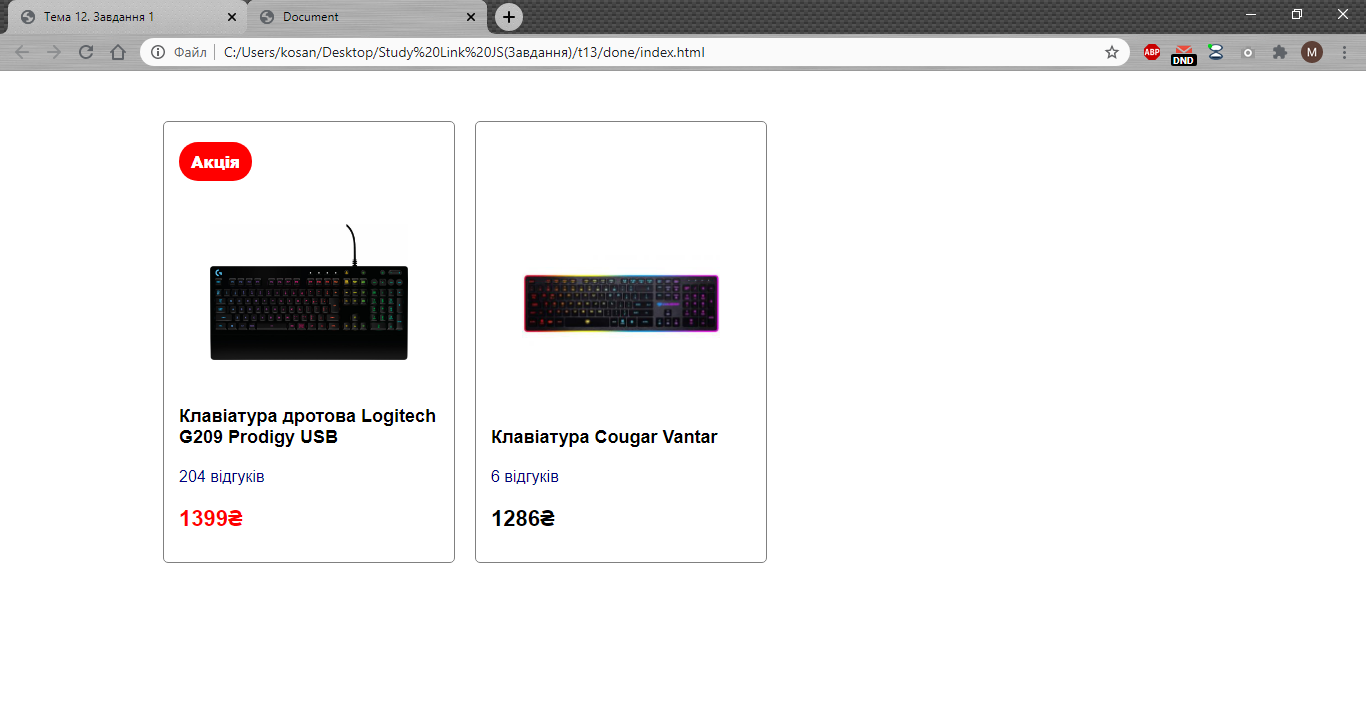 Тема 12. Завдання 1
Document
Файл
C:/Users/kosan/Desktop/Study%20Link%20JS(Завдання)/t13/done/index.html
ABP
DND
M
Акція
Клавіатура дротова Logitech
G209 Prodigy USB
204 відгуків
1399₴
Клавіатура Cougar Vantar
6 відгуків
1286₴